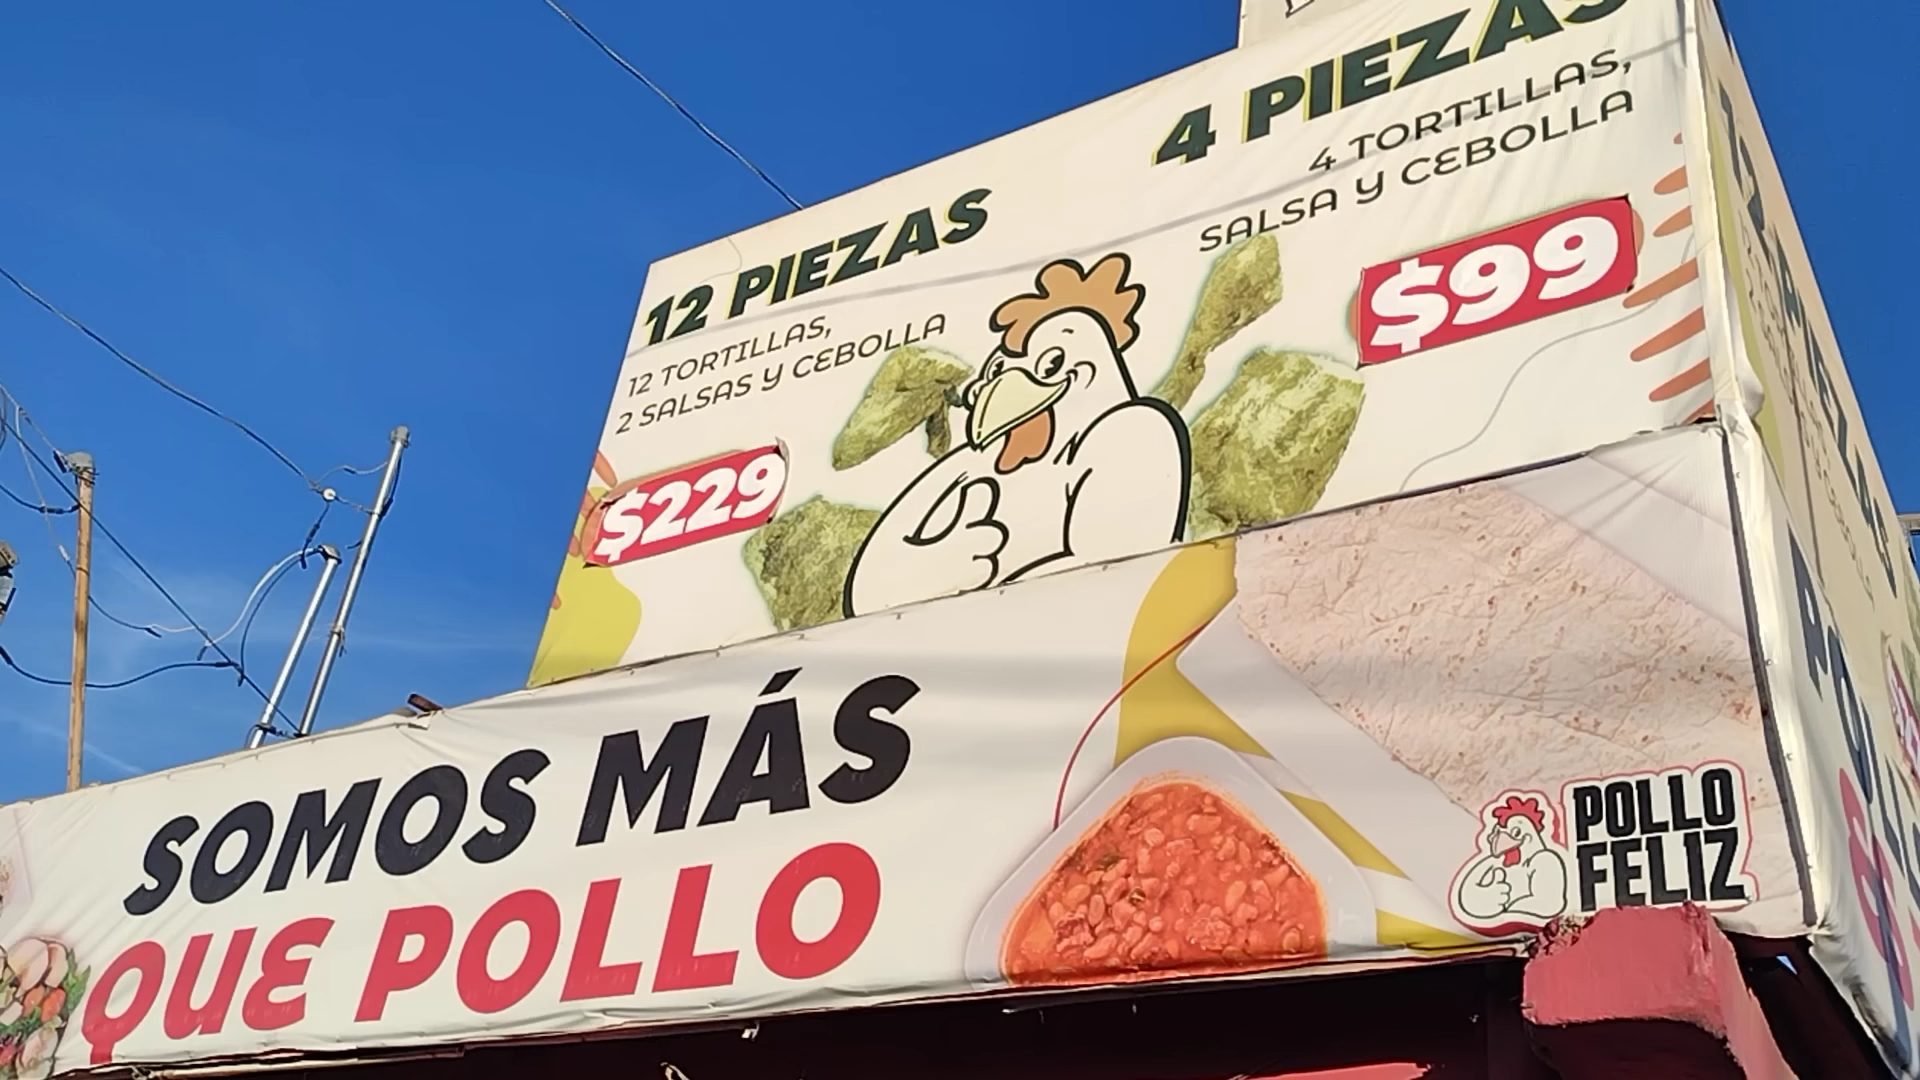 12 PIEZAS
12 TORTILLAS,
2 SALSAS Y CEBOLLA
$229
4 PIEZAS
4 TORTILLAS,
SALSA Y CEBOLLA
$99
SOMOS MÁS
QUE POLLO
POLLO
FELIZ